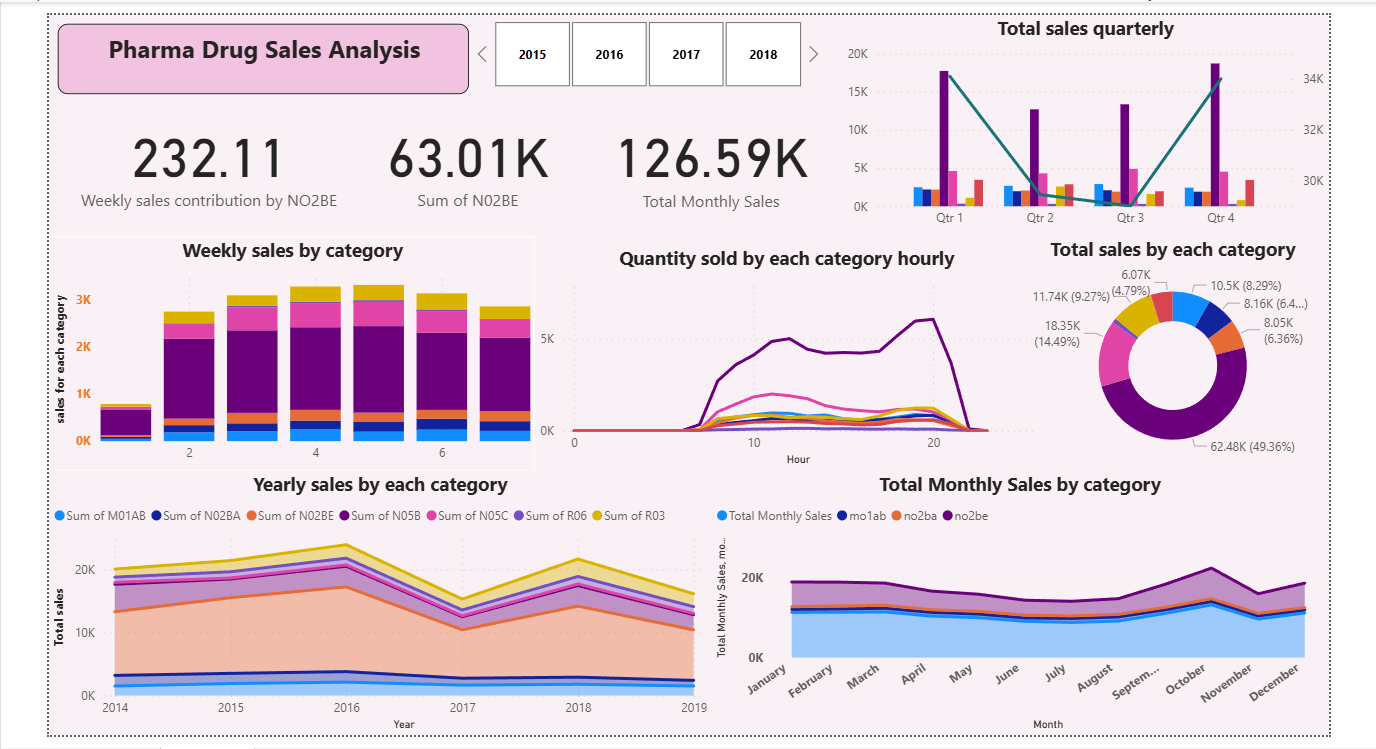 Pharma Drug Sales Analysis
2015
2016
2017
2018
232.11
Weekly sales contribution by NO2BE
63.01K
Sum of N02BE
126.59K
Total Monthly Sales
Total sales quarterly
20K
15K
10K
5K
0K
34K
32K
30K
Qtr 1
Qtr 2
Qtr 3
Qtr 4
Weekly sales by category
sales for each category
3K
2K
1K
0K
2
4
6
Quantity sold by each category hourly
5K
0K
0
10
20
Hour
Total sales by each category
6.07K
(4.79%)
10.5K (8.29%)
11.74K (9.27%)
8.16K (6.4...)
18.35K
(14.49%)
8.05K
(6.36%)
62.48K (49.36%)
Yearly sales by each category
Sum of M01AB
Sum of N02BA
Sum of N02BE
Sum of N05B
Sum of N05C
Sum of R06
Sum of R03
Total sales
20K
10K
0K
2014
2015
2016
2017
2018
2019
Year
Total Monthly Sales by category
Total Monthly Sales
mo1ab
no2ba
no2be
Total Monthly Sales, mo...
20K
0K
January
February
March
April
May
June
July
August
Septem...
October
November
December
Month